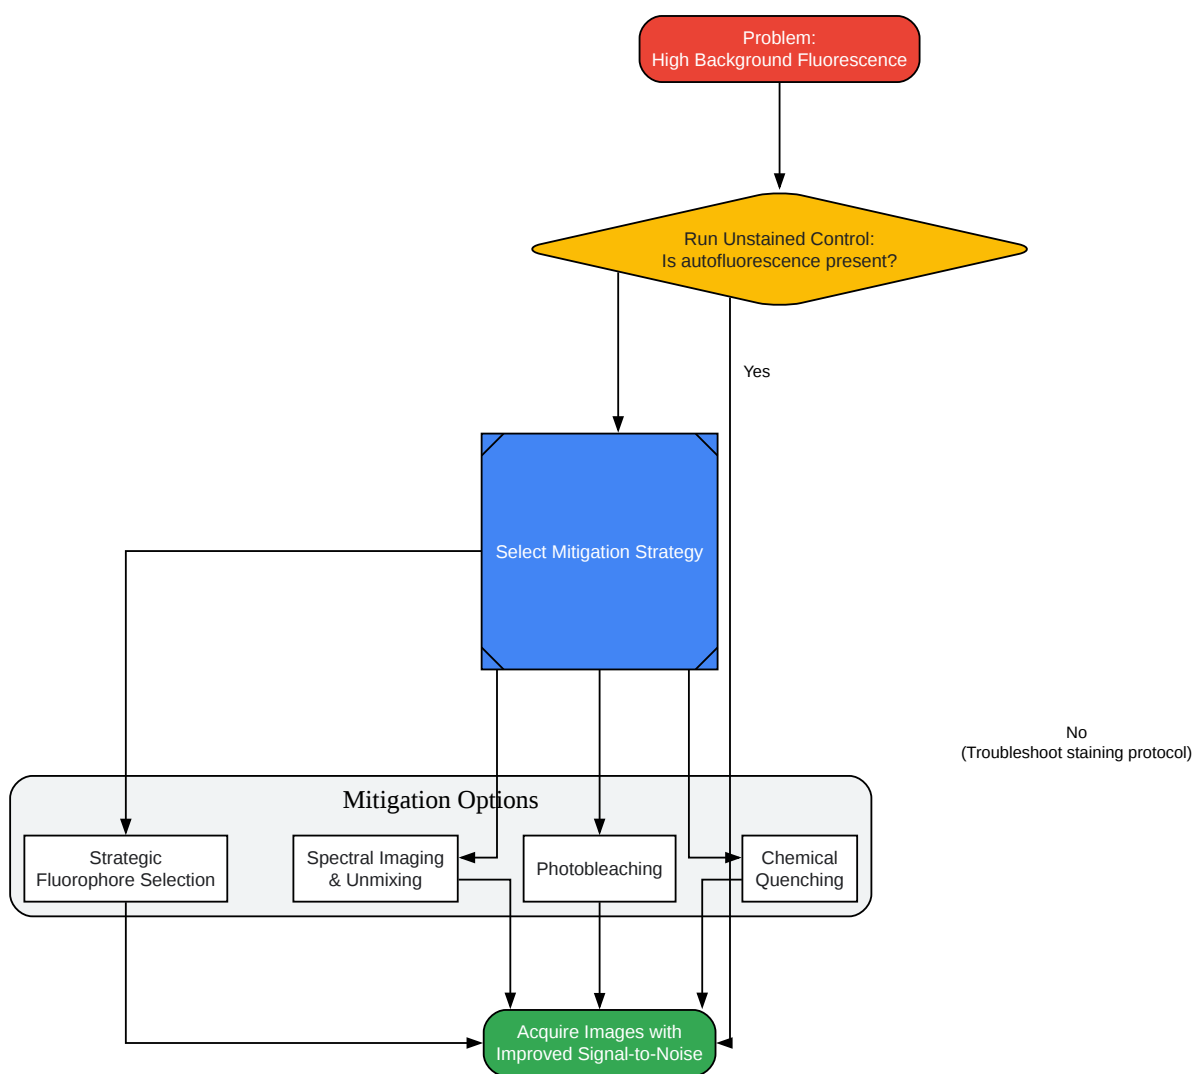 Problem:
High Background Fluorescence
Run Unstained Control:
Is autofluorescence present?
Yes
Select Mitigation Strategy
No
(Troubleshoot staining protocol)
Mitigation Options
Strategic
Fluorophore Selection
Spectral Imaging
& Unmixing
Photobleaching
Chemical
Quenching
Acquire Images with
Improved Signal-to-Noise